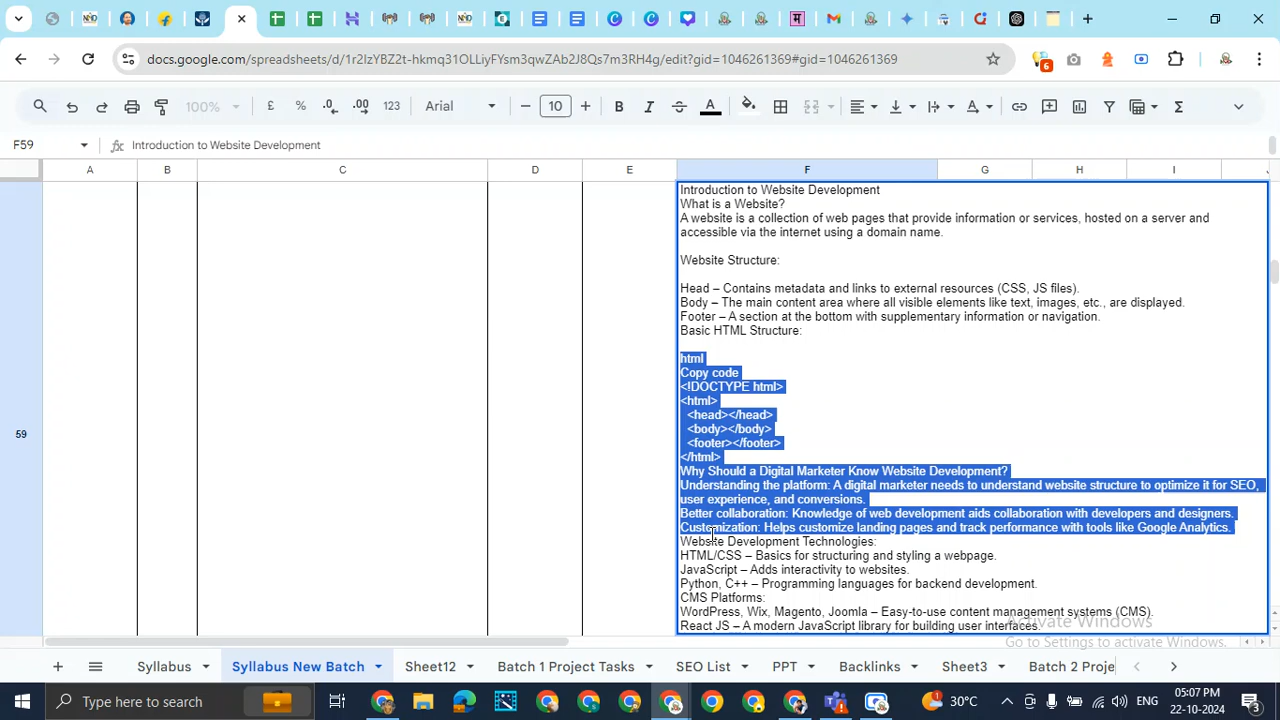 docs.google.com/spreadsheets/d/1r2lzYBZ2t-hkmq31OLLiyFYsm3qwZAb2J8Qs7m3RH4g/edit?gid=1046261369#gid=1046261369
6
100%
£
%
.0
.00
123
Arial
10
B
I
A
Σ
F59
fx
Introduction to Website Development
A
B
C
D
E
F
G
H
I
59
Introduction to Website Development
What is a Website?
A website is a collection of web pages that provide information or services, hosted on a server and
accessible via the internet using a domain name.
Website Structure:
Head – Contains metadata and links to external resources (CSS, JS files).
Body – The main content area where all visible elements like text, images, etc., are displayed.
Footer – A section at the bottom with supplementary information or navigation.
Basic HTML Structure:
html
Copy code
<!DOCTYPE html>
<html>
<head></head>
<body></body>
<footer></footer>
</html>
Why Should a Digital Marketer Know Website Development?
Understanding the platform: A digital marketer needs to understand website structure to optimize it for SEO,
user experience, and conversions.
Better collaboration: Knowledge of web development aids collaboration with developers and designers.
Customization: Helps customize landing pages and track performance with tools like Google Analytics.
Website Development Technologies:
HTML/CSS – Basics for structuring and styling a webpage.
JavaScript – Adds interactivity to websites.
Python, C++ – Programming languages for backend development.
CMS Platforms:
WordPress, Wix, Magento, Joomla – Easy-to-use content management systems (CMS).
React JS – A modern JavaScript library for building user interfaces.
Activate Windows
Go to Settings to activate Windows.
Syllabus
Syllabus New Batch
Sheet12
Batch 1 Project Tasks
SEO List
PPT
Backlinks
Sheet3
Batch 2 Proje
Type here to search
30°C
ENG
05:07 PM
22-10-2024
3